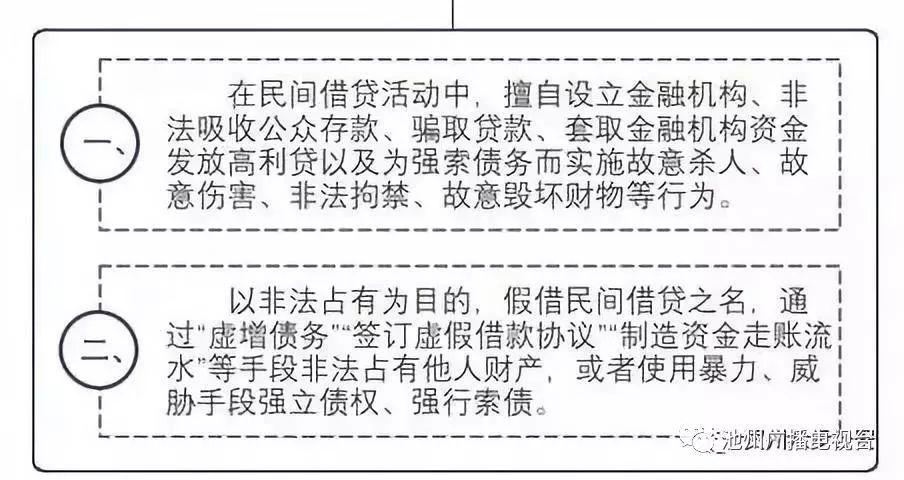 一、
在民间借贷活动中，擅自设立金融机构、非
法吸收公众存款、骗取贷款、套取金融机构资金
发放高利贷以及为强索债务而实施故意杀人、故
意伤害、非法拘禁、故意毁坏财物等行为。
二、
以非法占有为目的，假借民间借贷之名，通
过“虚增债务”“签订虚假借款协议”“制造资金走账流
水”等手段非法占有他人财产，或者使用暴力、威
胁手段强立债权、强行索债。
池州广播电视台